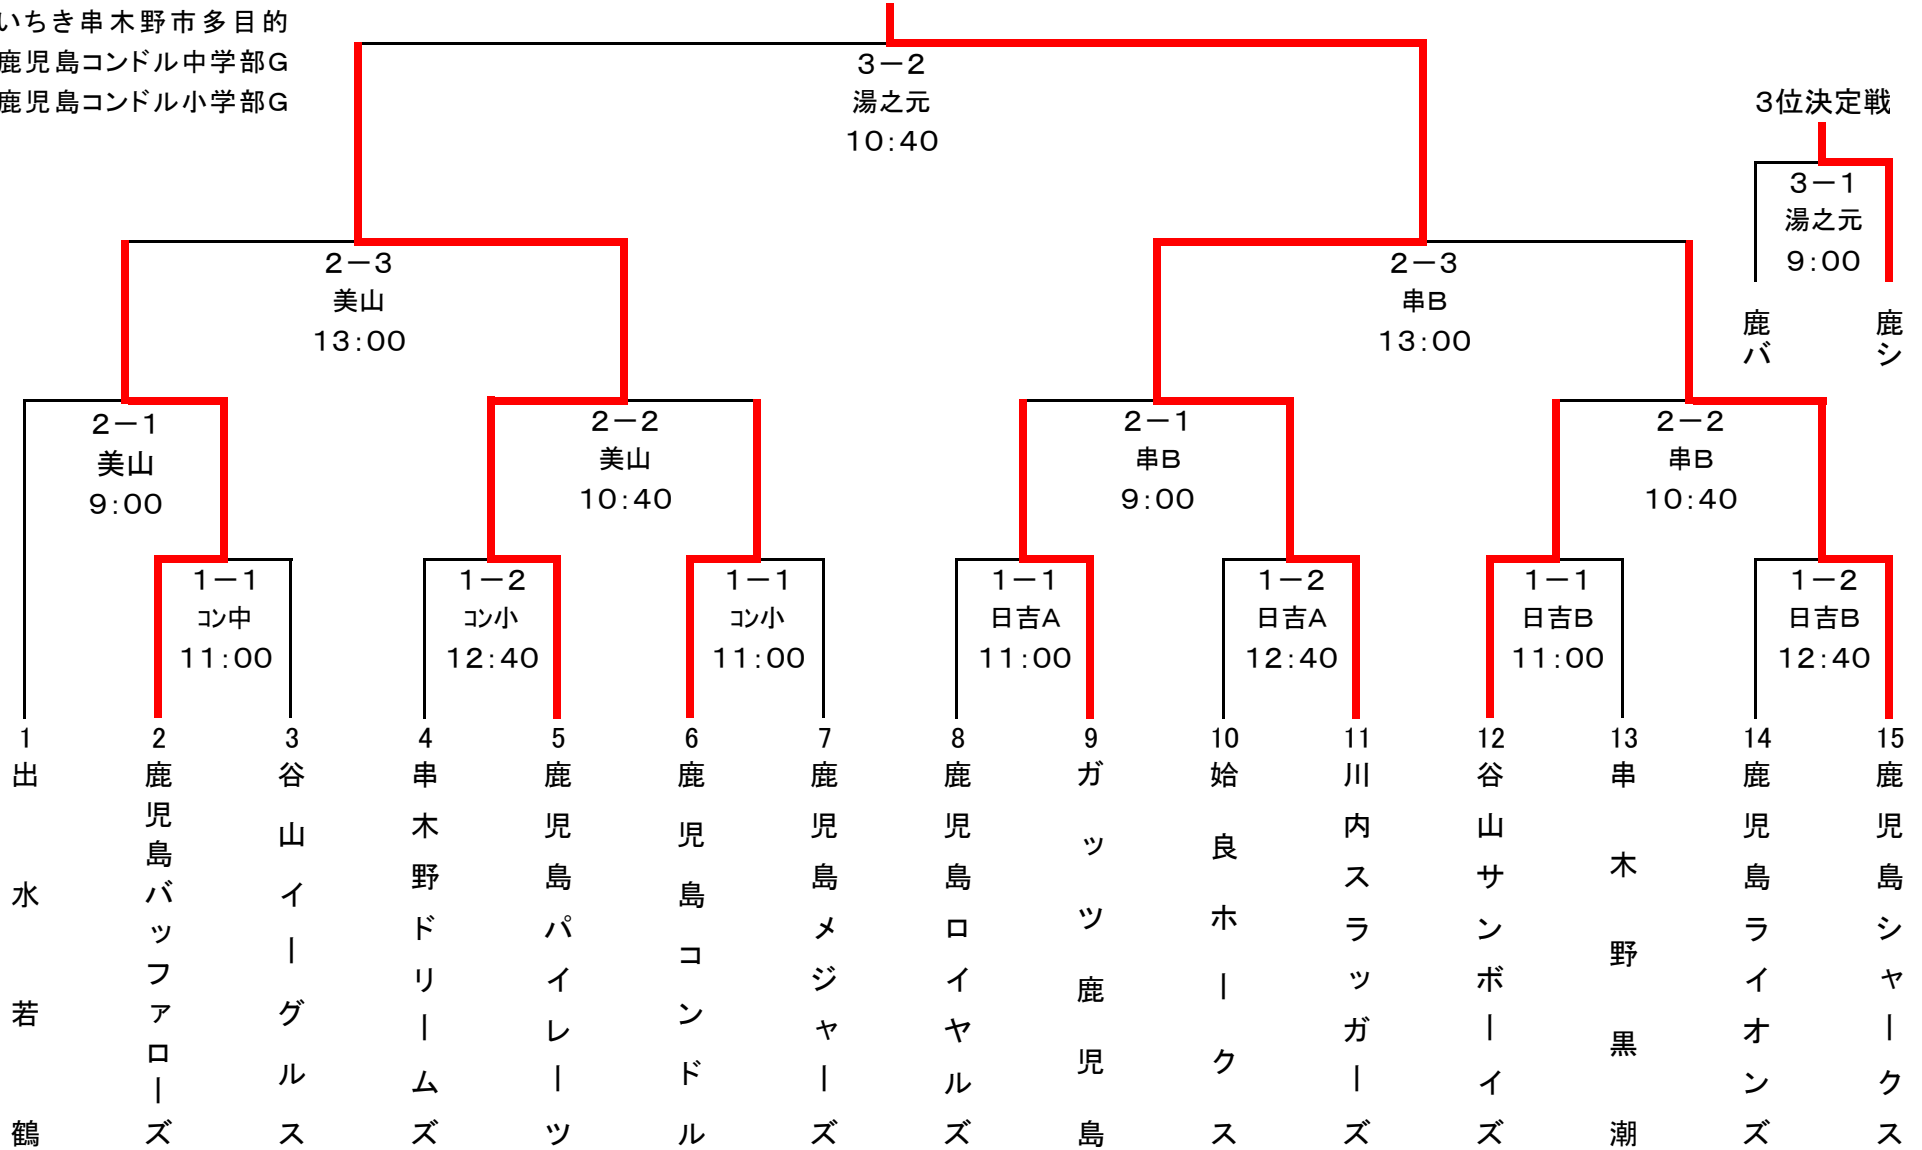 いちき串木野市多目的
鹿児島コンドル中学部G
鹿児島コンドル小学部G
3－2
湯之元
10：40
3位決定戦
3－1
湯之元
9：00
鹿バ
鹿シ
2－3
美山
13：00
2－3
串B
13：00
2－1
美山
9：00
2－2
美山
10：40
2－1
串B
9：00
2－2
串B
10：40
1－1
コン中
11：00
1－2
コン小
12：40
1－1
コン小
11：00
1－1
日吉A
11：00
1－2
日吉A
12：40
1－1
日吉B
11：00
1－2
日吉B
12：40
1
出水若鶴
2
鹿児島バッファローズ
3
谷山イーグルス
4
串木野ドリームズ
5
鹿児島パイレーツ
6
鹿児島コンドル
7
鹿児島メジャーズ
8
鹿児島ロイヤルズ
9
ガッツ鹿児島
10
姶良ホークス
11
川内スラッガーズ
12
谷山サンボーイズ
13
串木野黒潮
14
鹿児島ライオンズ
15
鹿児島シャークス